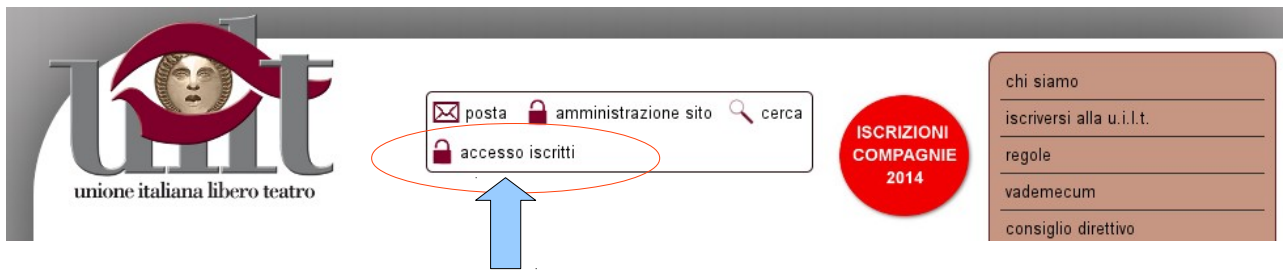 uilt
unione italiana libero teatro
posta amministrazione sito cerca
accesso iscritti
ISCRIZIONI
COMPAGNIE
2014
chi siamo
iscriversi alla u.i.l.t.
regole
vademecum
consiglio direttivo